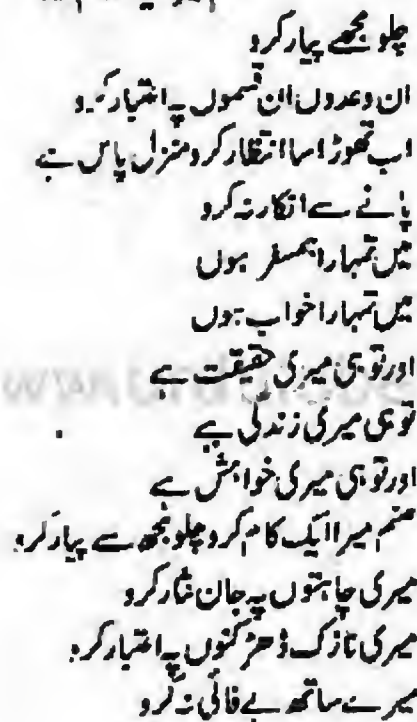 چلو مجھے پیار کرو
ان وعدوں ان قسموں پہ اعتبار کرو
اب تھوڑا سا انتظار کرو منزل پاس ہے
پانے سے انکار نہ کرو
میں تمہارا ہمسفر ہوں
میں تمہارا خواب ہوں
اور تو ہی میری حقیقت ہے
تو ہی میری زندگی ہے
اور تو ہی میری خواہش ہے
صنم میرا ایک کام کرو چلو مجھ سے پیار کرو
میری چاہتوں پہ جان نثار کرو
میری نازک دھڑکنوں پہ اعتبار کرو
میرے ساتھ بے فائی نہ کرو